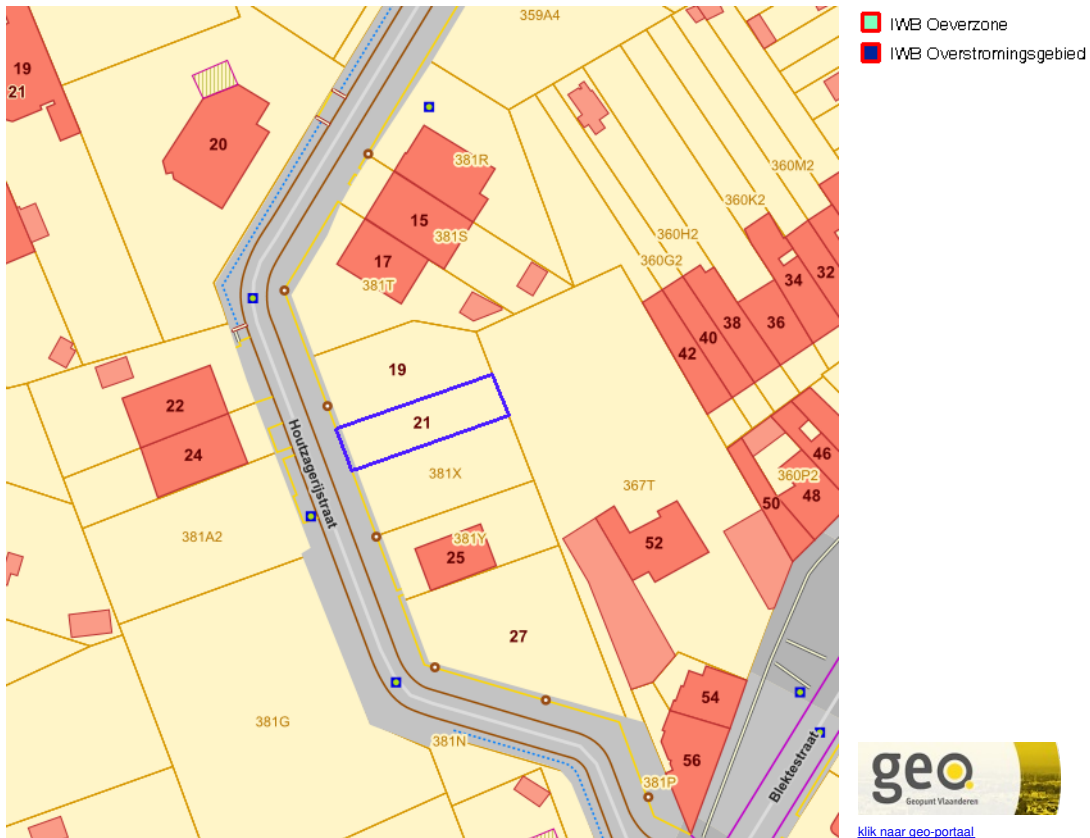 359A4
IWB Oeverzone
IWB Overstromingsgebied
19
21
20
381R
360M2
15
360K2
381S
360H2
17
360G2
381T
32
34
38
36
40
42
19
22
21
46
24
Houtzagerijstraat
381X
360P2
367T
48
50
381A2
52
381Y
25
27
54
381G
56
Blektestraat
381N
381P
geo
Geopunt Vlaanderen
klik naar geo-portaal